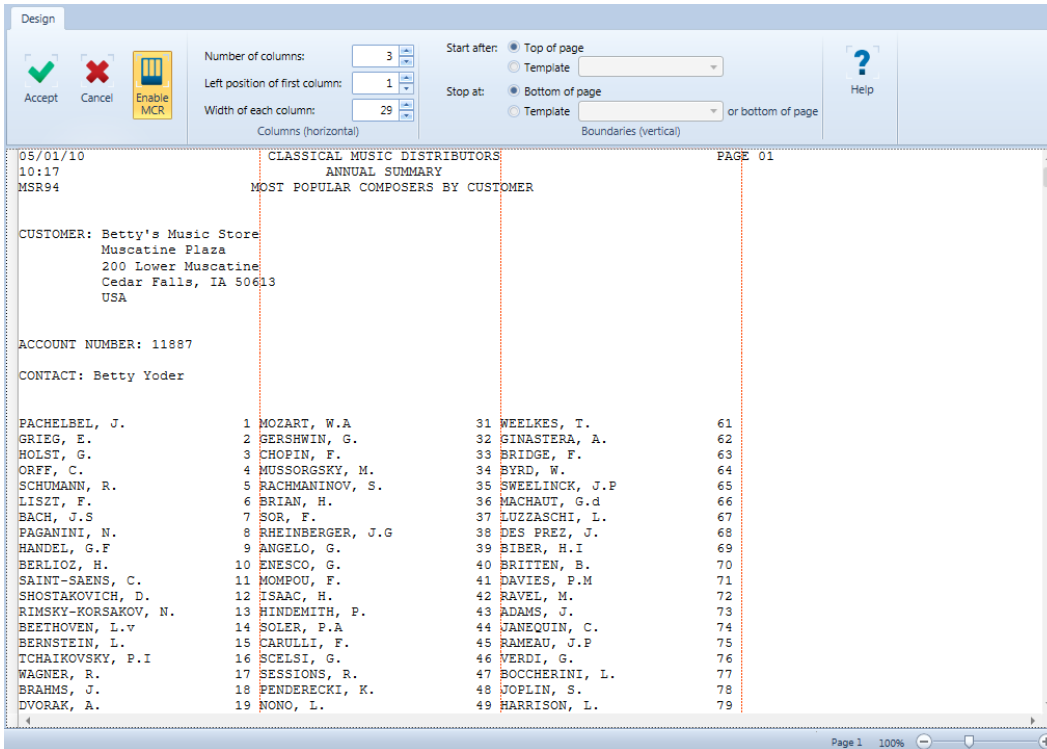 Design
Accept
Cancel
Enable
MCR
Number of columns: 3
Left position of first column: 1
Width of each column: 29
Columns (horizontal)
Start after: Top of page
Template
Stop at: Bottom of page
Template or bottom of page
Boundaries (vertical)
?
Help
05/01/10 CLASSICAL MUSIC DISTRIBUTORS PAGE 01
10:17 ANNUAL SUMMARY
MSR94 MOST POPULAR COMPOSERS BY CUSTOMER
CUSTOMER: Betty's Music Store
Muscatine Plaza
200 Lower Muscatine
Cedar Falls, IA 50613
USA
ACCOUNT NUMBER: 11887
CONTACT: Betty Yoder
PACHELBEL, J. 1 MOZART, W.A 31 WEELKES, T. 61
GRIEG, E. 2 GERSHWIN, G. 32 GINASTERA, A. 62
HOLST, G. 3 CHOPIN, F. 33 BRIDGE, F. 63
ORFF, C. 4 MUSSORGSKY, M. 34 BYRD, W. 64
SCHUMANN, R. 5 RACHMANINOV, S. 35 SWEELINCK, J.P 65
LISZT, F. 6 BRIAN, H. 36 MACHAUT, G.d 66
BACH, J.S 7 SOR, F. 37 LUZZASCHI, L. 67
PAGANINI, N. 8 RHEINBERGER, J.G 38 DES PREZ, J. 68
HANDEL, G.F 9 ANGELO, G. 39 BIBER, H.I 69
BERLIOZ, H. 10 ENESCO, G. 40 BRITTEN, B. 70
SAINT-SAENS, C. 11 MOMPOU, F. 41 DAVIES, P.M 71
SHOSTAKOVICH, D. 12 ISAAC, H. 42 RAVEL, M. 72
RIMSKY-KORSAKOV, N. 13 HINDEMITH, P. 43 ADAMS, J. 73
BEETHOVEN, L.v 14 SOLER, P.A 44 JANEQUIN, C. 74
BERNSTEIN, L. 15 CARULLI, F. 45 RAMEAU, J.P 75
TCHAIKOVSKY, P.I 16 SCELSI, G. 46 VERDI, G. 76
WAGNER, R. 17 SESSIONS, R. 47 BOCCHERINI, L. 77
BRAHMS, J. 18 PENDERECKI, K. 48 JOPLIN, S. 78
DVORAK, A. 19 NONO, L. 49 HARRISON, L. 79
Page 1 100%